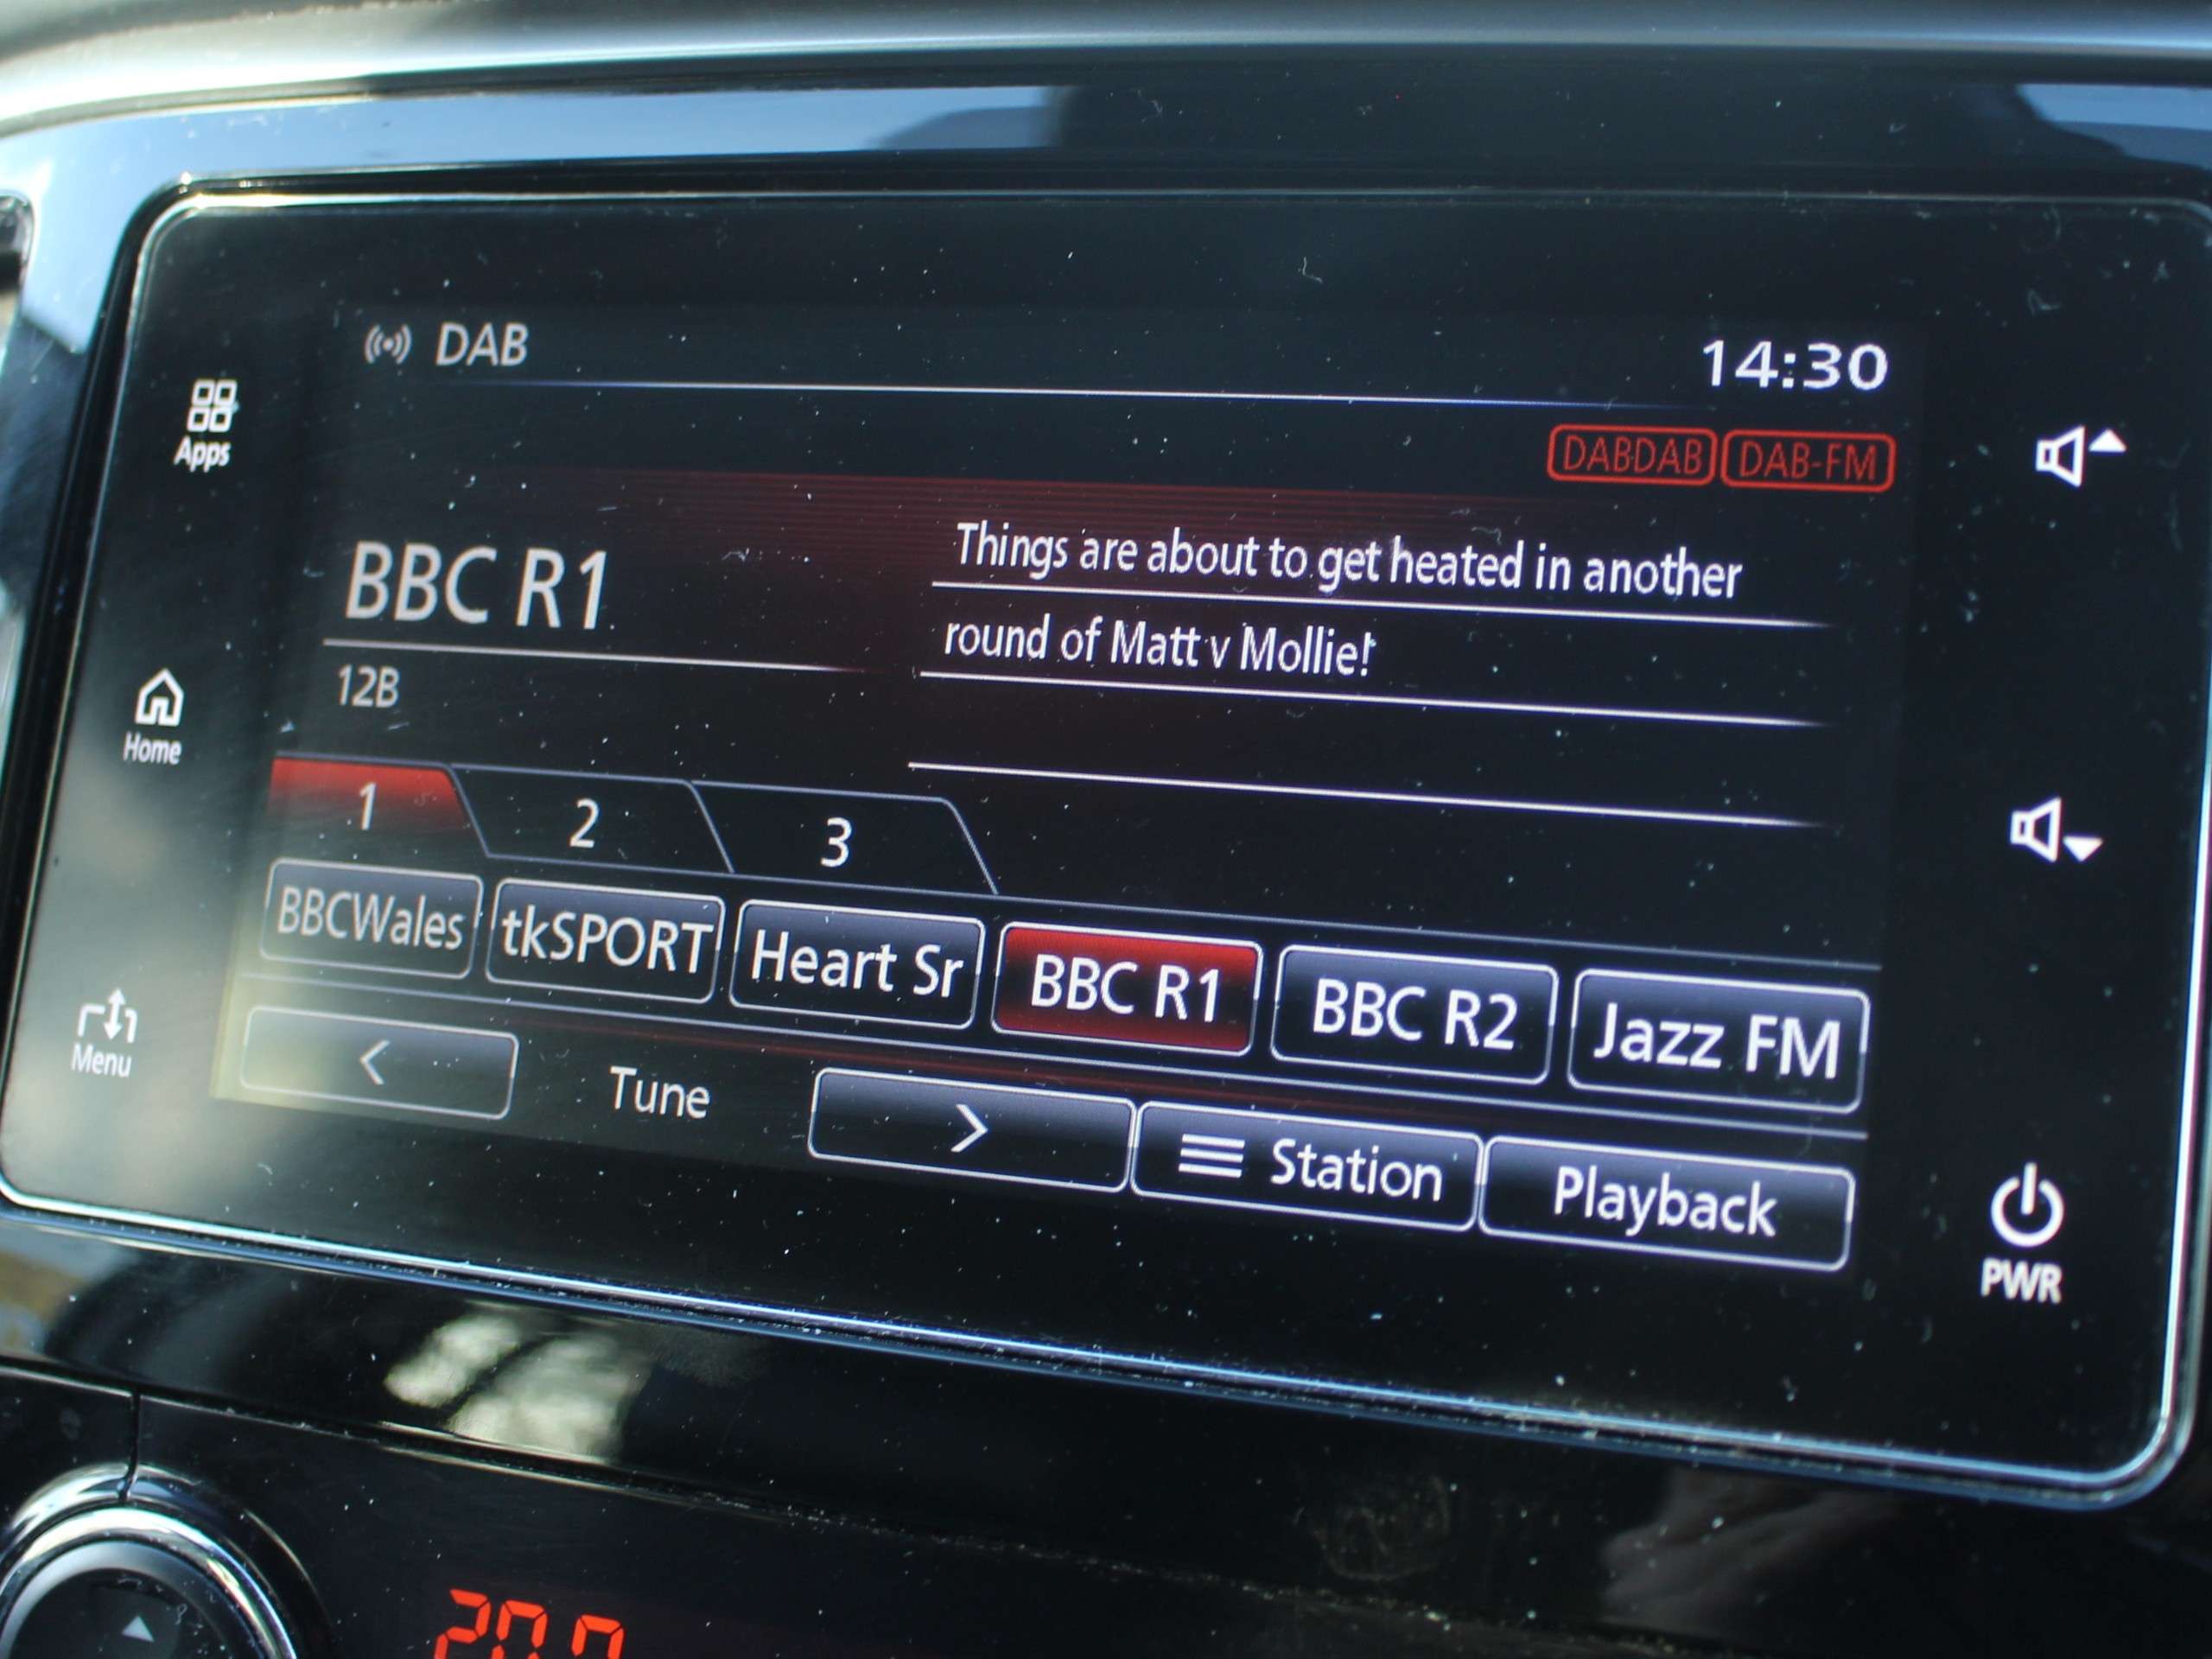 DAB
14:30
Apps
DABDAB DAB-FM
BBC R1
Things are about to get heated in another
round of Matt v Mollie!
12B
Home
1 2 3
BBCWales tkSPORT Heart Sr BBC R1 BBC R2 Jazz FM
Menu
< Tune > Station Playback
PWR